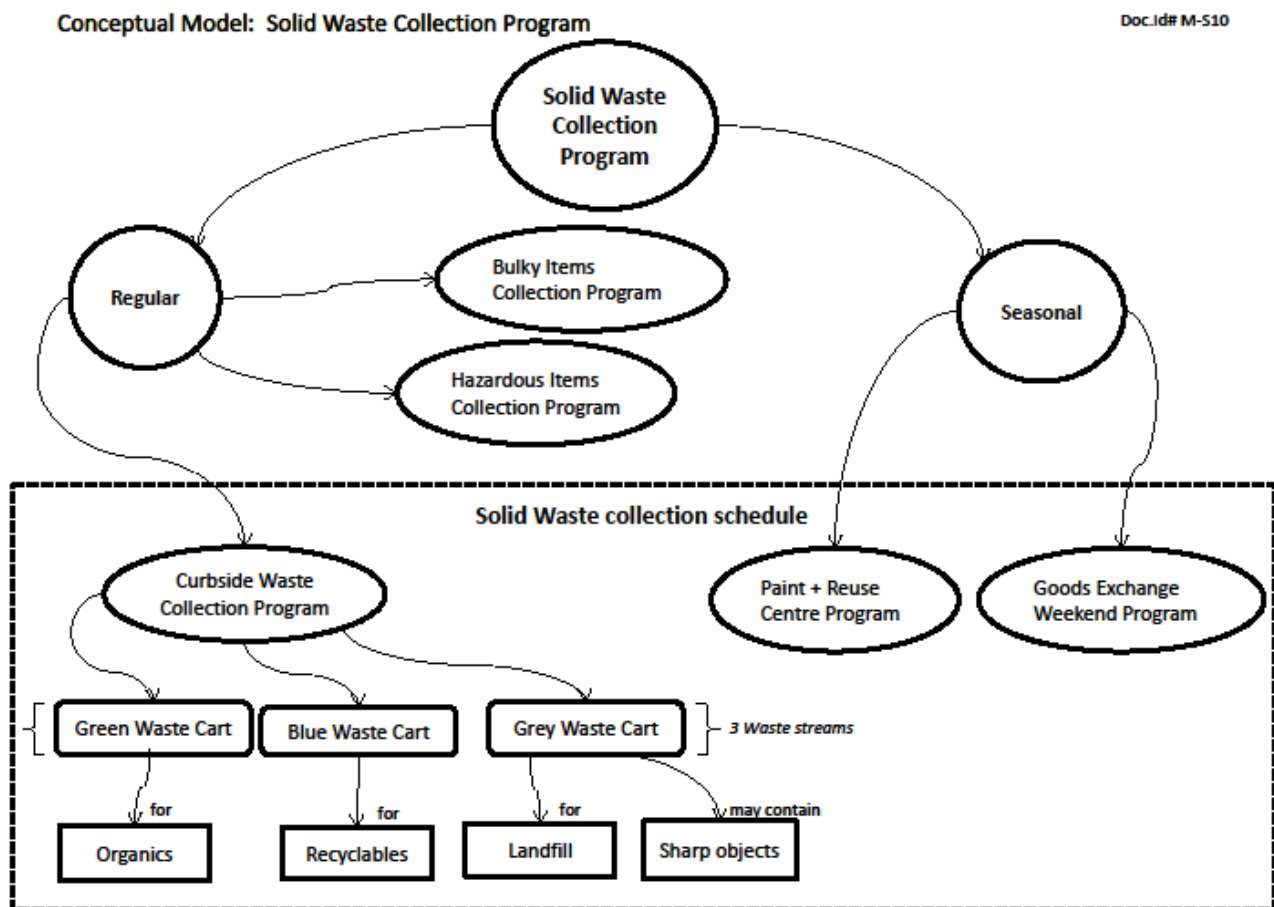 Conceptual Model: Solid Waste Collection Program
Doc.Id# M-S10
Solid Waste
Collection
Program
Regular
Bulky Items
Collection Program
Hazardous Items
Collection Program
Seasonal
Solid Waste collection schedule
Curbside Waste
Collection Program
Paint + Reuse
Centre Program
Goods Exchange
Weekend Program
Green Waste Cart
Blue Waste Cart
Grey Waste Cart
3 Waste streams
for
for
for
may contain
Organics
Recyclables
Landfill
Sharp objects